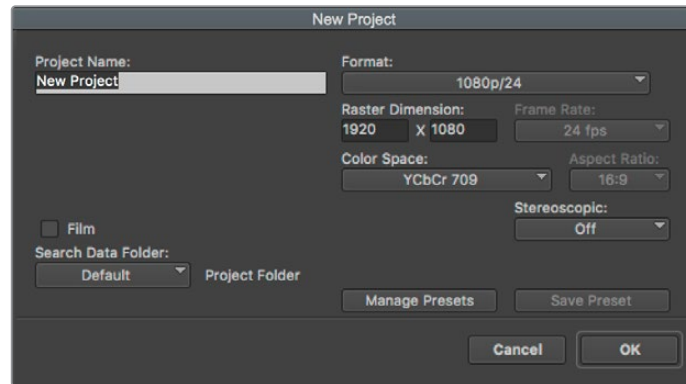 New Project
Project Name:
New Project
Format:
1080p/24
Raster Dimension:
1920 X 1080
Frame Rate:
24 fps
Color Space:
YCbCr 709
Aspect Ratio:
16:9
Stereoscopic:
Off
Film
Search Data Folder:
Default Project Folder
Manage Presets Save Preset
Cancel OK